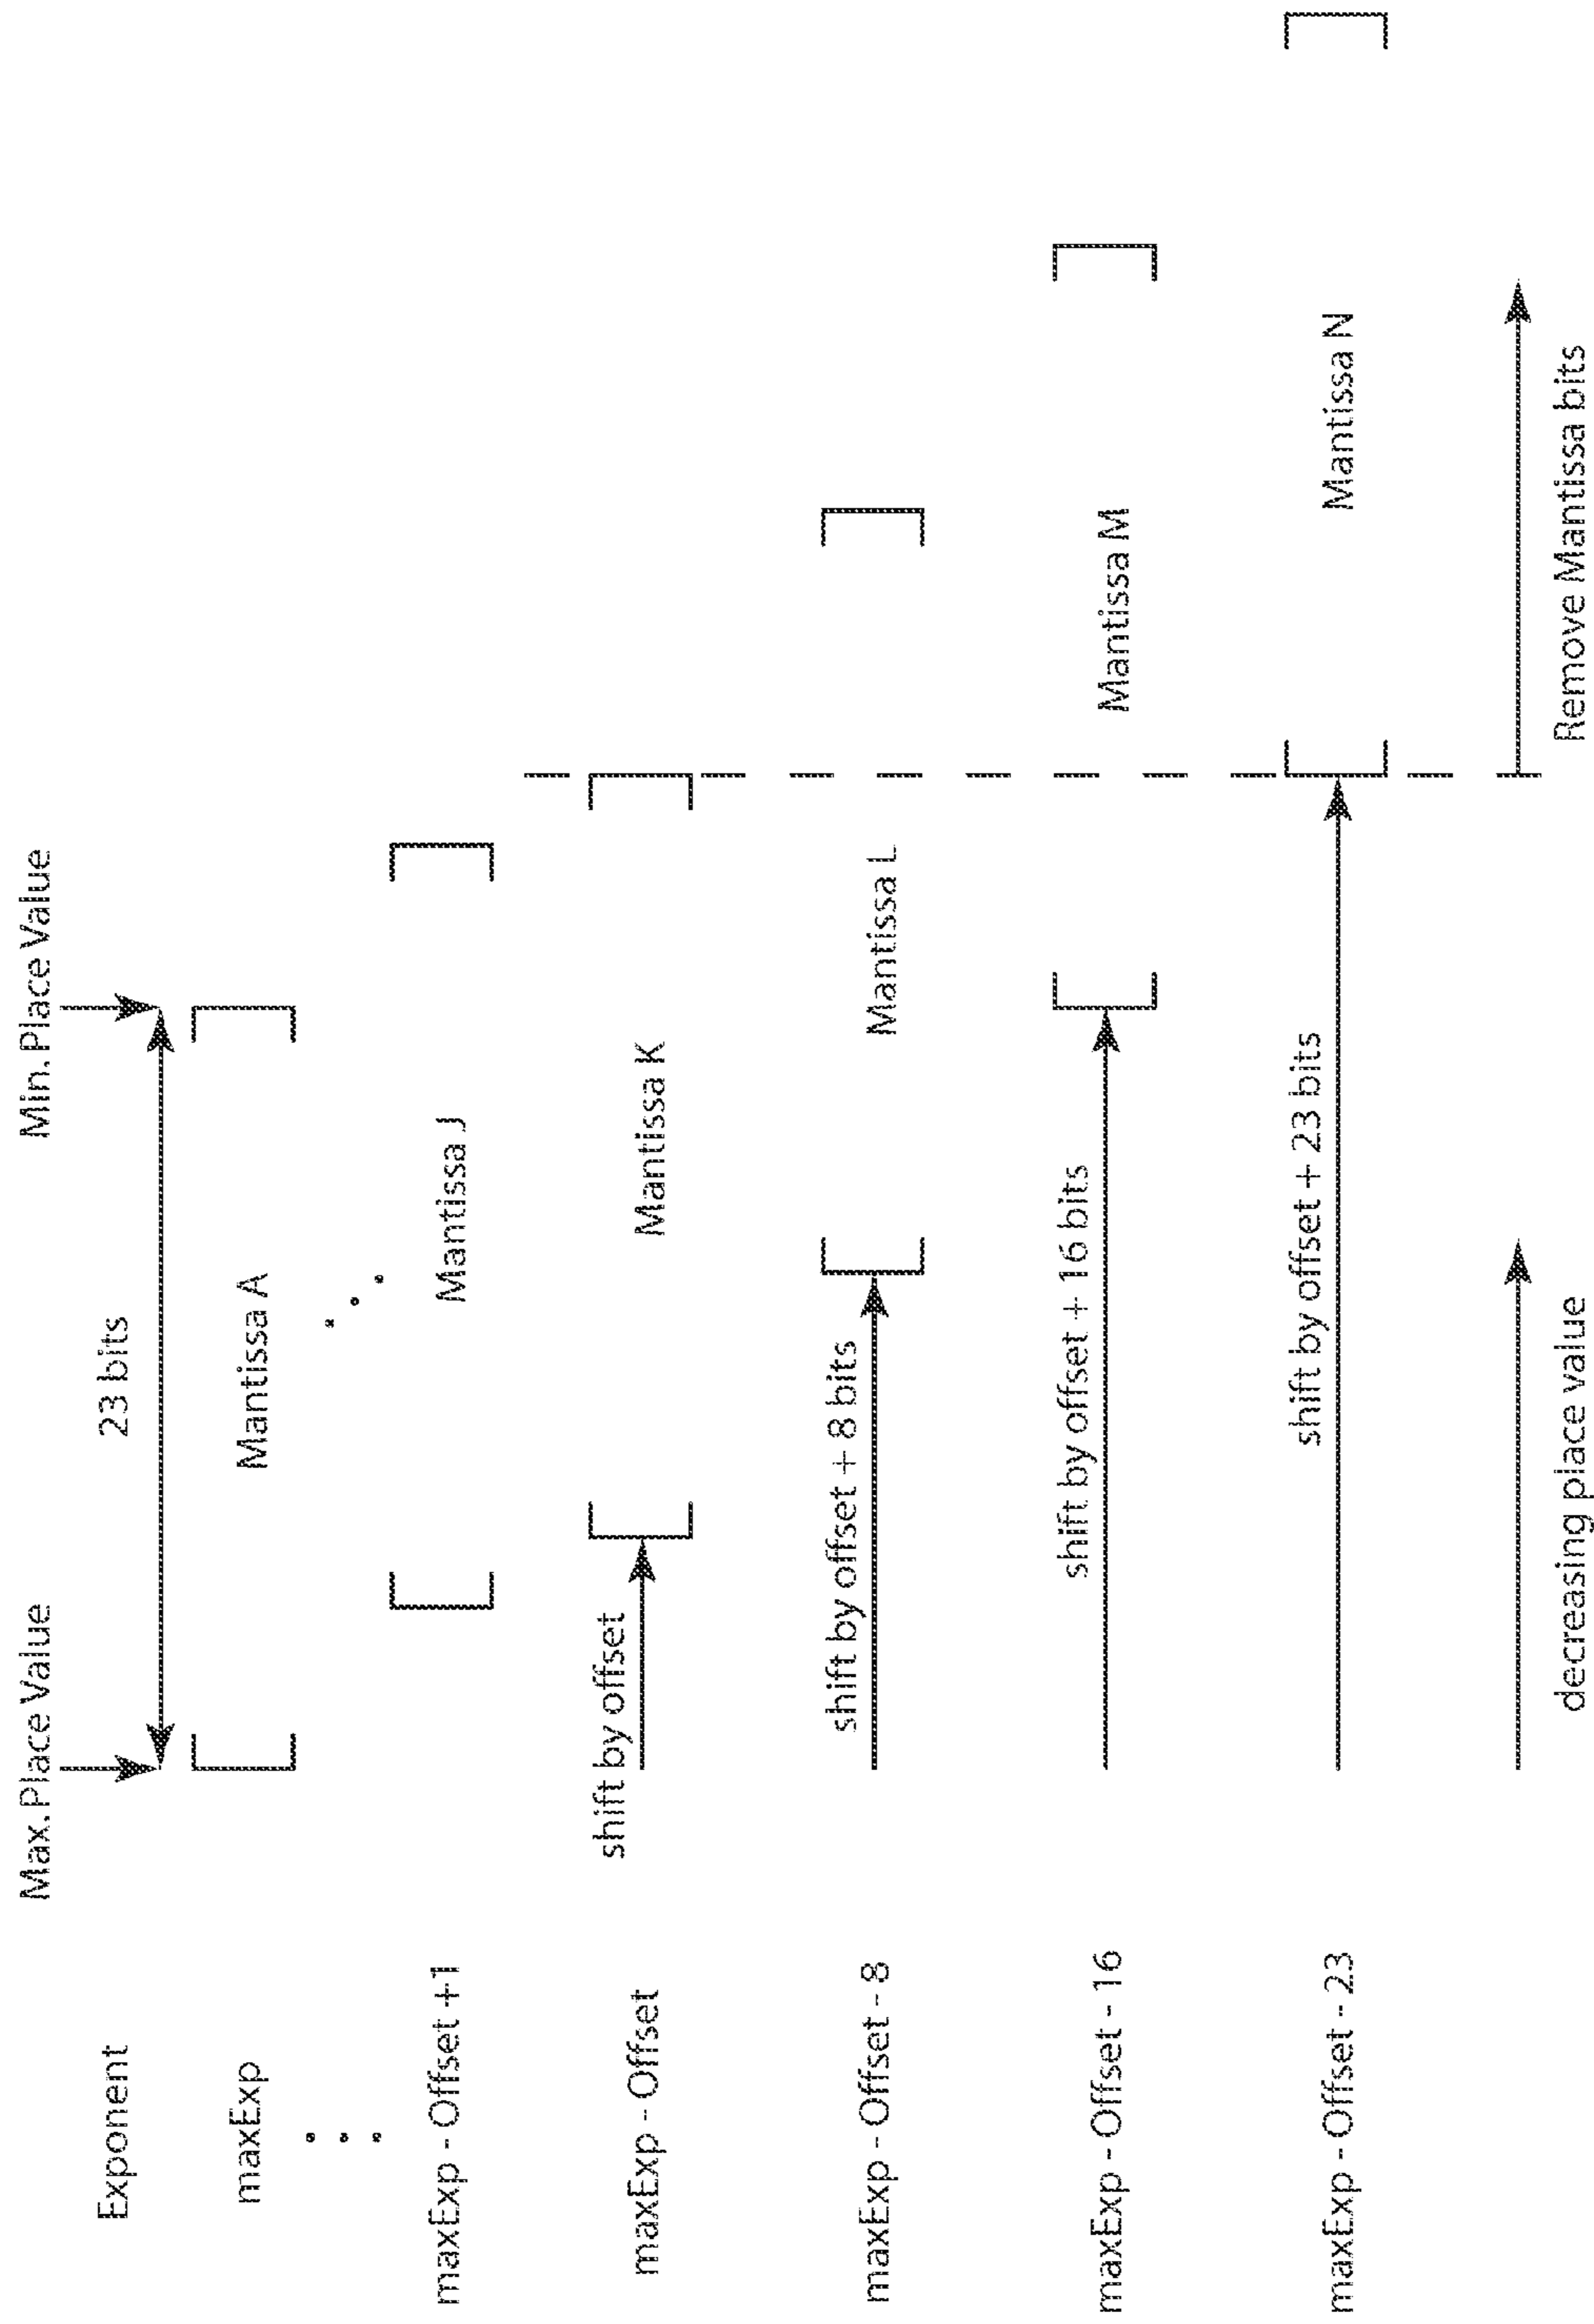 Max.Place Value
Min.Place Value
Exponent
23 bits
maxExp
Mantissa A
maxExp - Offset +1
Mantissa J
maxExp - Offset
shift by offset
Mantissa K
maxExp - Offset - 8
shift by offset + 8 bits
Mantissa L
maxExp - Offset - 16
shift by offset + 16 bits
Mantissa M
maxExp - Offset - 23
shift by offset + 23 bits
Mantissa N
decreasing place value
Remove Mantissa bits